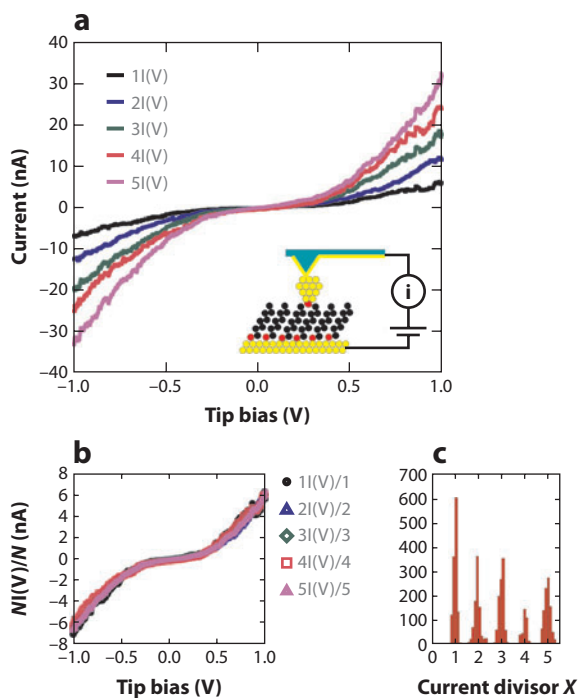 a
Current (nA)
40
30
20
10
0
–10
–20
–30
–40
1I(V)
2I(V)
3I(V)
4I(V)
5I(V)
i
–1.0 –0.5 0.0 0.5 1.0
Tip bias (V)
b
NI(V)/N (nA)
8
6
4
2
0
–2
–4
–6
–8
–1.0 –0.5 0.0 0.5 1.0
Tip bias (V)
1I(V)/1
2I(V)/2
3I(V)/3
4I(V)/4
5I(V)/5
c
700
600
500
400
300
200
100
0
1 2 3 4 5
Current divisor X